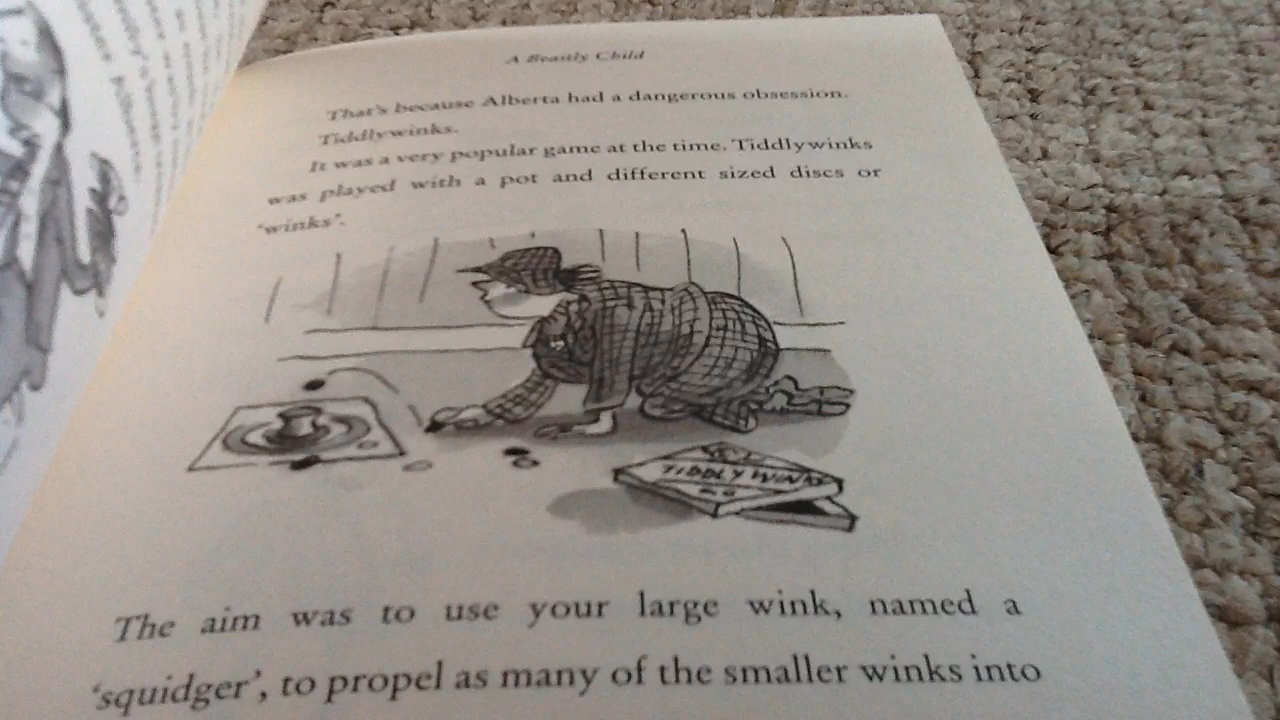 A Beastly Child
That's because Alberta had a dangerous obsession.
Tiddlywinks.
It was a very popular game at the time. Tiddlywinks
was played with a pot and different sized discs or
‘winks’.
TIDDLY WINKS
The aim was to use your large wink, named a
‘squidger’, to propel as many of the smaller winks into